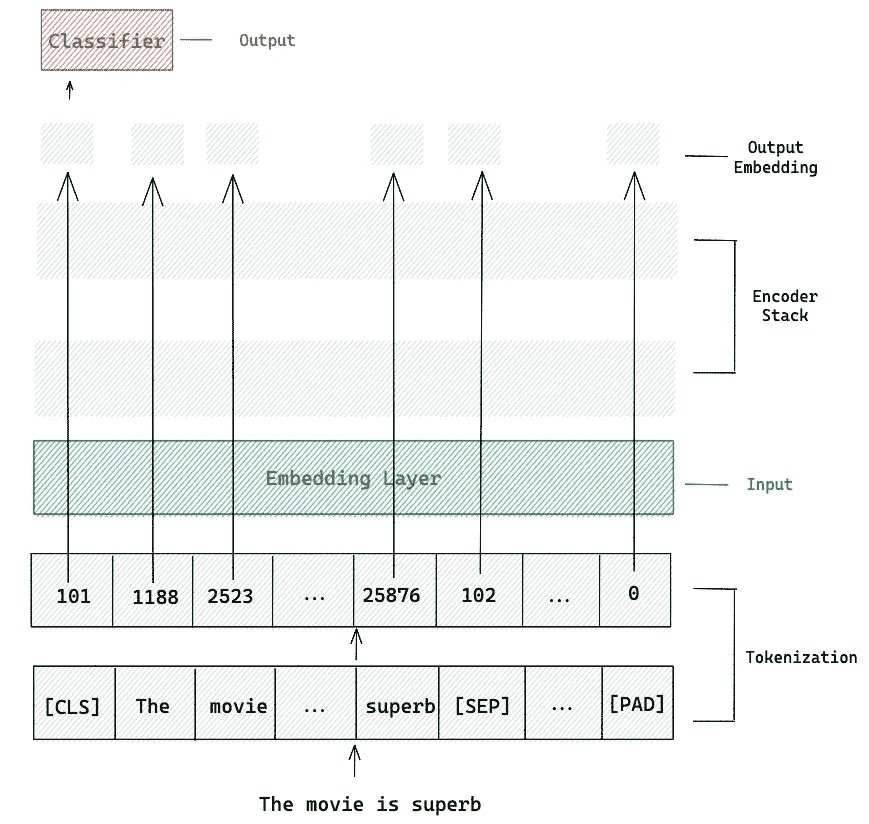 Classifier
Output
Output
Embedding
Encoder
Stack
Embedding Layer
Input
101 1188 2523 ... 25876 102 ... 0
Tokenization
[CLS] The movie ... superb [SEP] ... [PAD]
The movie is superb